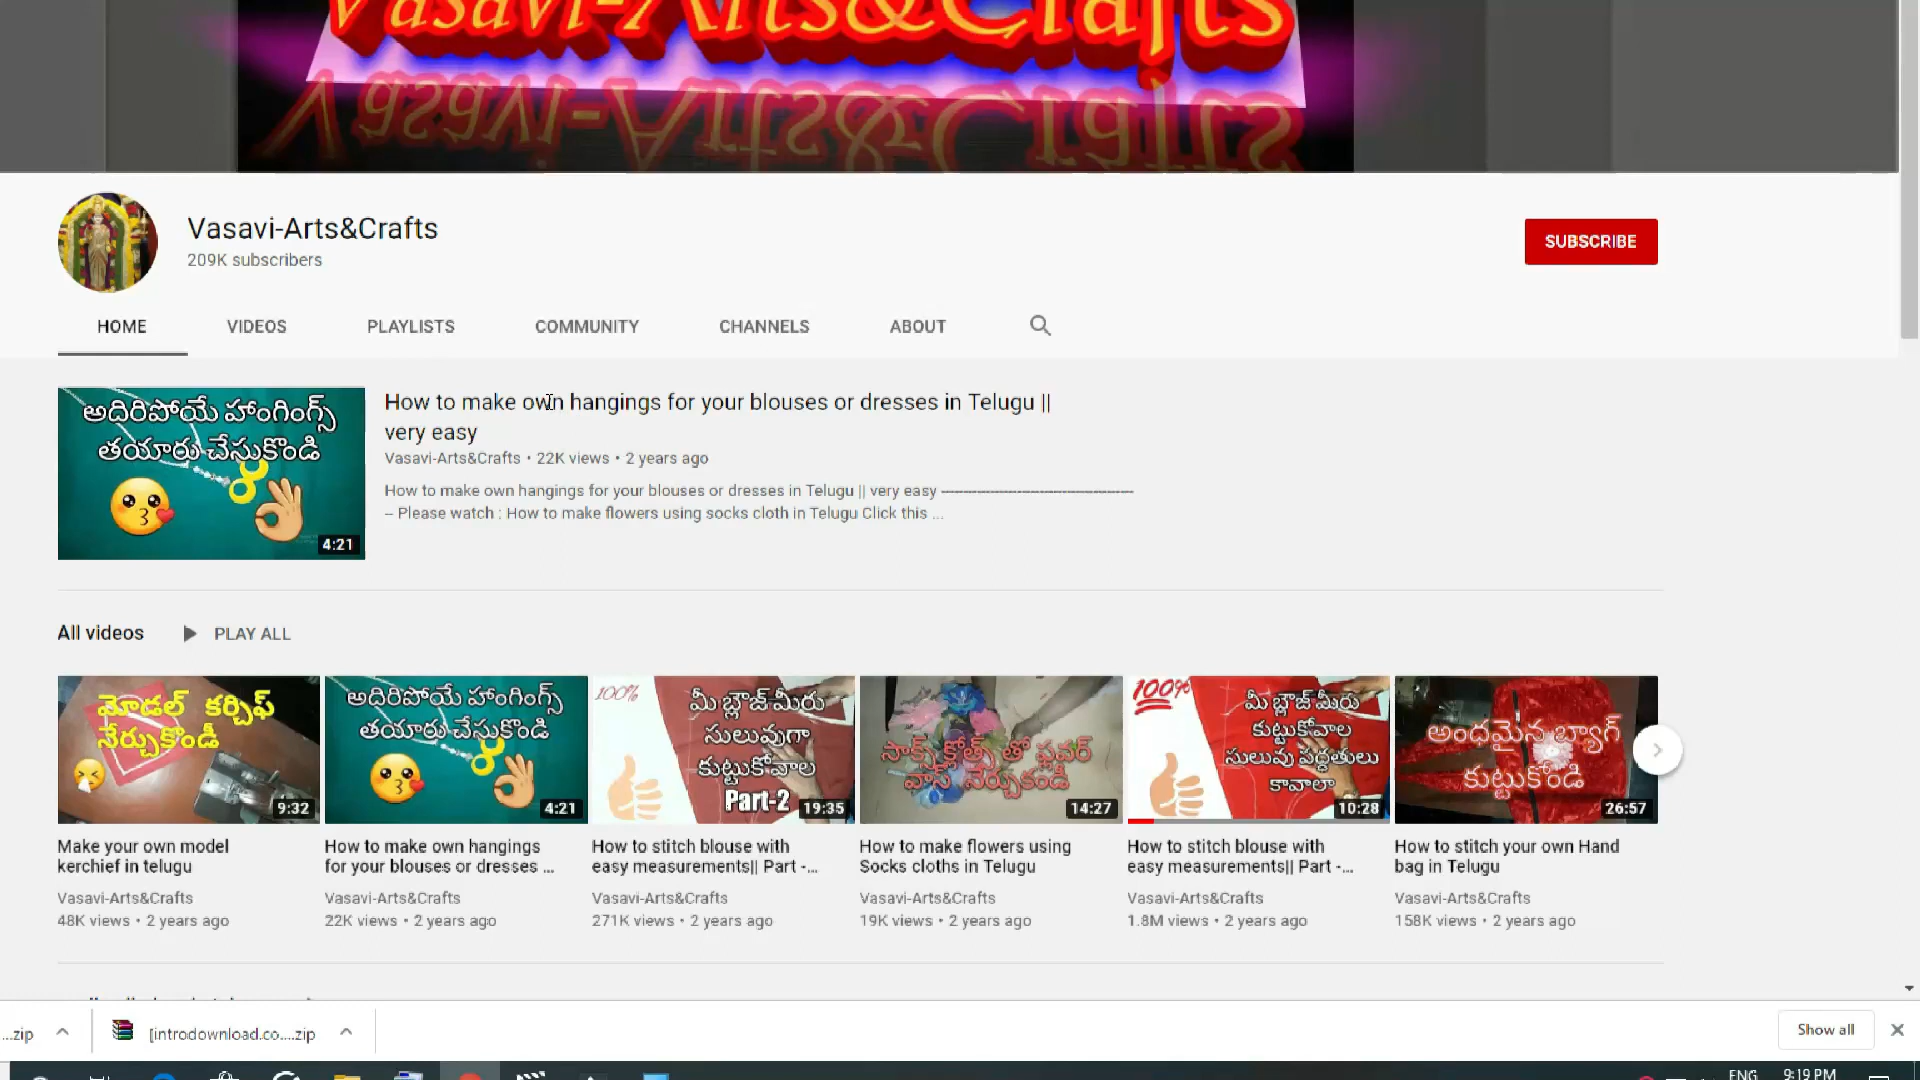 Vasavi-Arts&Crafts
Vasavi-Arts&Crafts
209K subscribers
SUBSCRIBE
HOME
VIDEOS
PLAYLISTS
COMMUNITY
CHANNELS
ABOUT
అదిరిపోయే హాంగింగ్స్
తయారు చేసుకొండి
4:21
How to make own hangings for your blouses or dresses in Telugu ||
very easy
Vasavi-Arts&Crafts • 22K views • 2 years ago
How to make own hangings for your blouses or dresses in Telugu || very easy ----------------------------------------
-- Please watch : How to make flowers using socks cloth in Telugu Click this ...
All videos
PLAY ALL
మోడల్ కర్చిఫ్
నేర్చుకొండి
9:32
Make your own model
kerchief in telugu
Vasavi-Arts&Crafts
48K views • 2 years ago
అదిరిపోయే హాంగింగ్స్
తయారు చేసుకొండి
4:21
How to make own hangings
for your blouses or dresses ...
Vasavi-Arts&Crafts
22K views • 2 years ago
100%
మీ బ్లౌజ్ మీరు
సులువుగా
కుట్టుకోవాల
Part-2
19:35
How to stitch blouse with
easy measurements|| Part -...
Vasavi-Arts&Crafts
271K views • 2 years ago
సాక్స్ క్లోత్స్ తో ఫ్లవర్
వాస్ నేర్చుకండి
14:27
How to make flowers using
Socks cloths in Telugu
Vasavi-Arts&Crafts
19K views • 2 years ago
100%
మీ బ్లౌజ్ మీరు
కుట్టుకోవాల
సులువు పద్ధతులు
కావాలా
10:28
How to stitch blouse with
easy measurements|| Part -...
Vasavi-Arts&Crafts
1.8M views • 2 years ago
అందమైన బ్యాగ్
కుట్టుకోండి
26:57
How to stitch your own Hand
bag in Telugu
Vasavi-Arts&Crafts
158K views • 2 years ago
...zip
[introdownload.co....zip
Show all
ENG
9:19 PM